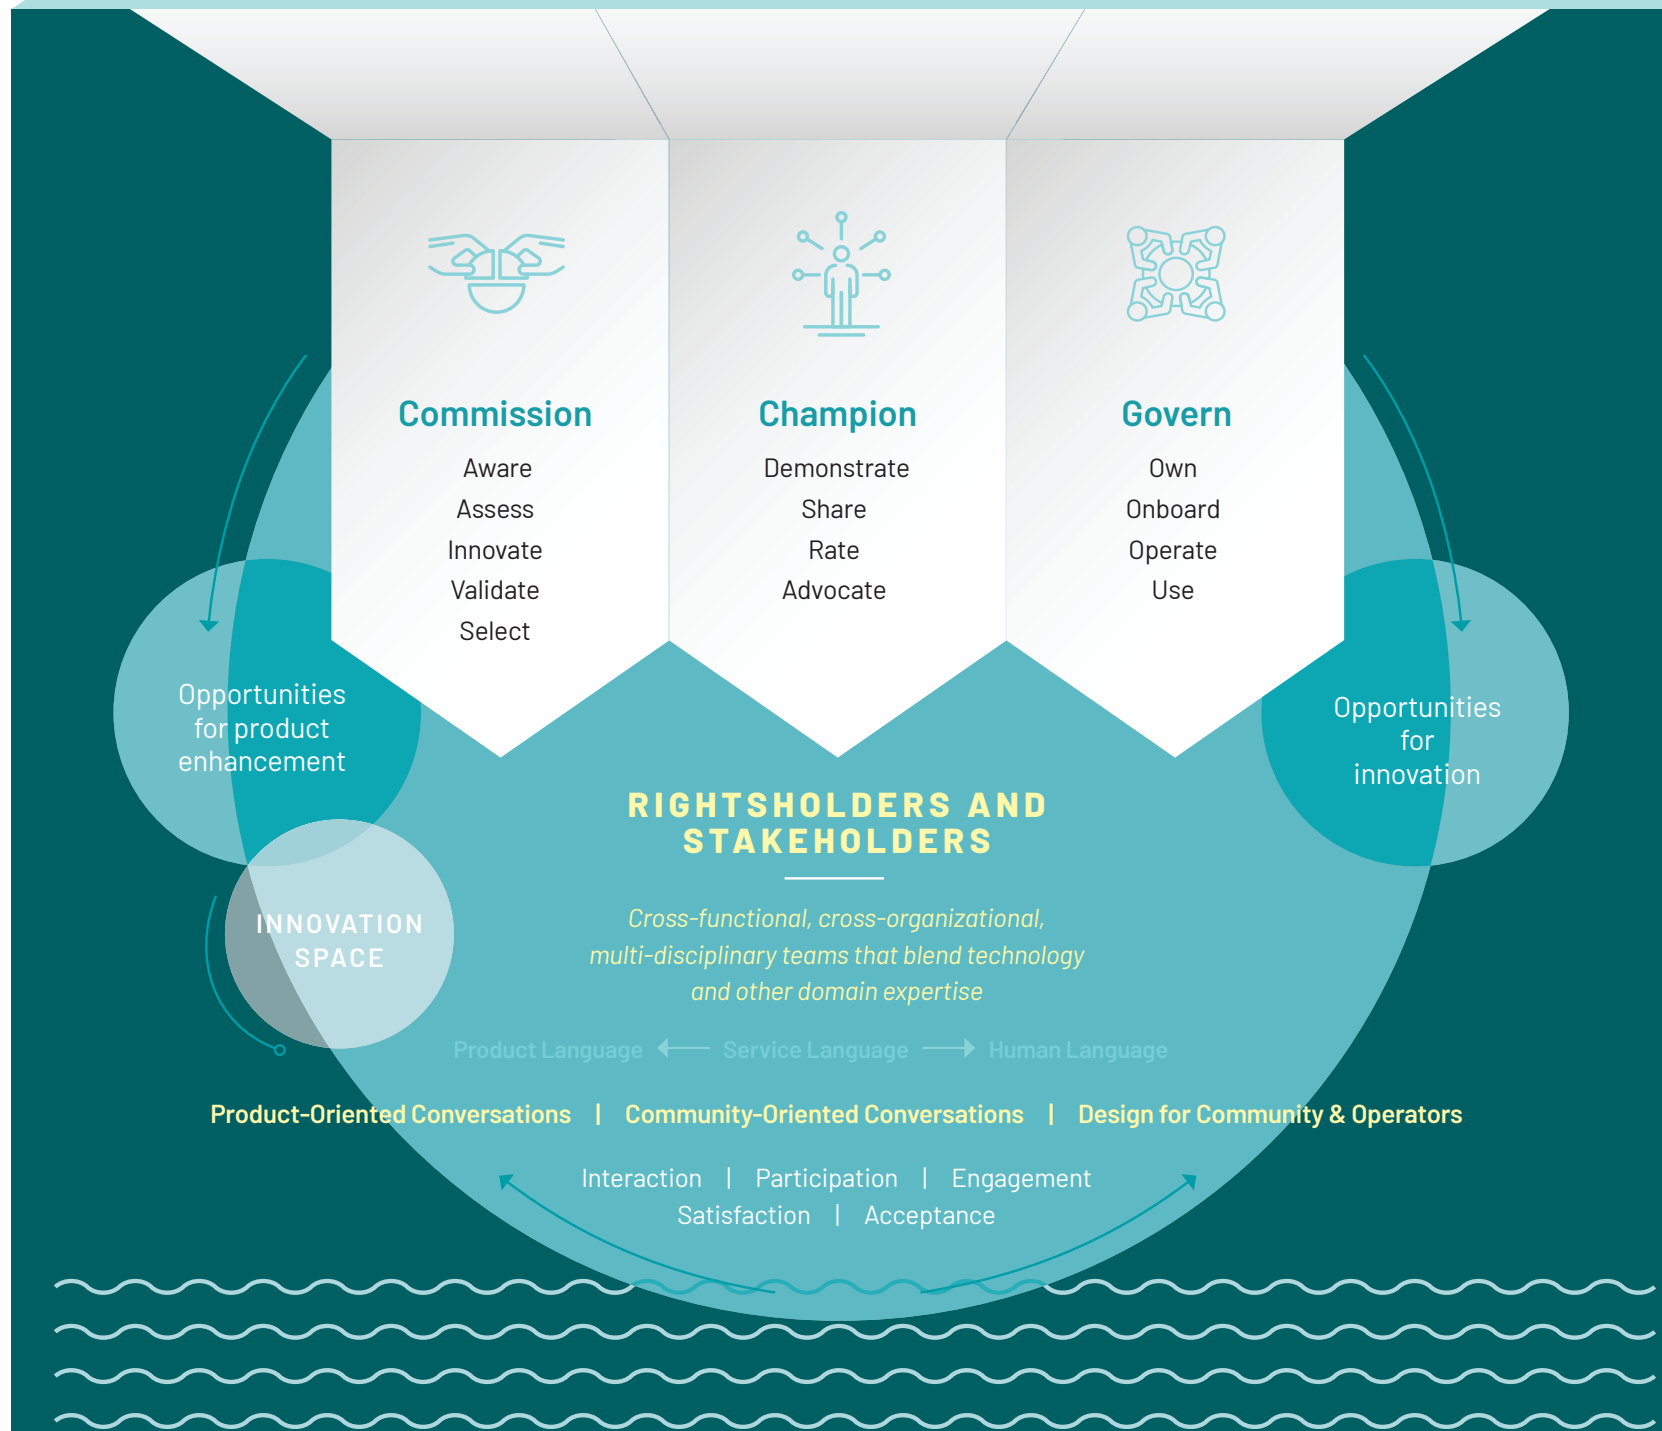 Commission
Aware
Assess
Innovate
Validate
Select
Champion
Demonstrate
Share
Rate
Advocate
Govern
Own
Onboard
Operate
Use
Opportunities
for product
enhancement
Opportunities
for
innovation
RIGHTSHOLDERS AND
STAKEHOLDERS
Cross-functional, cross-organizational,
multi-disciplinary teams that blend technology
and other domain expertise
INNOVATION
SPACE
Product Language Service Language Human Language
Product-Oriented Conversations | Community-Oriented Conversations | Design for Community & Operators
Interaction | Participation | Engagement
Satisfaction | Acceptance